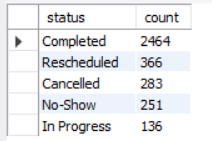 status count
Completed 2464
Rescheduled 366
Cancelled 283
No-Show 251
In Progress 136